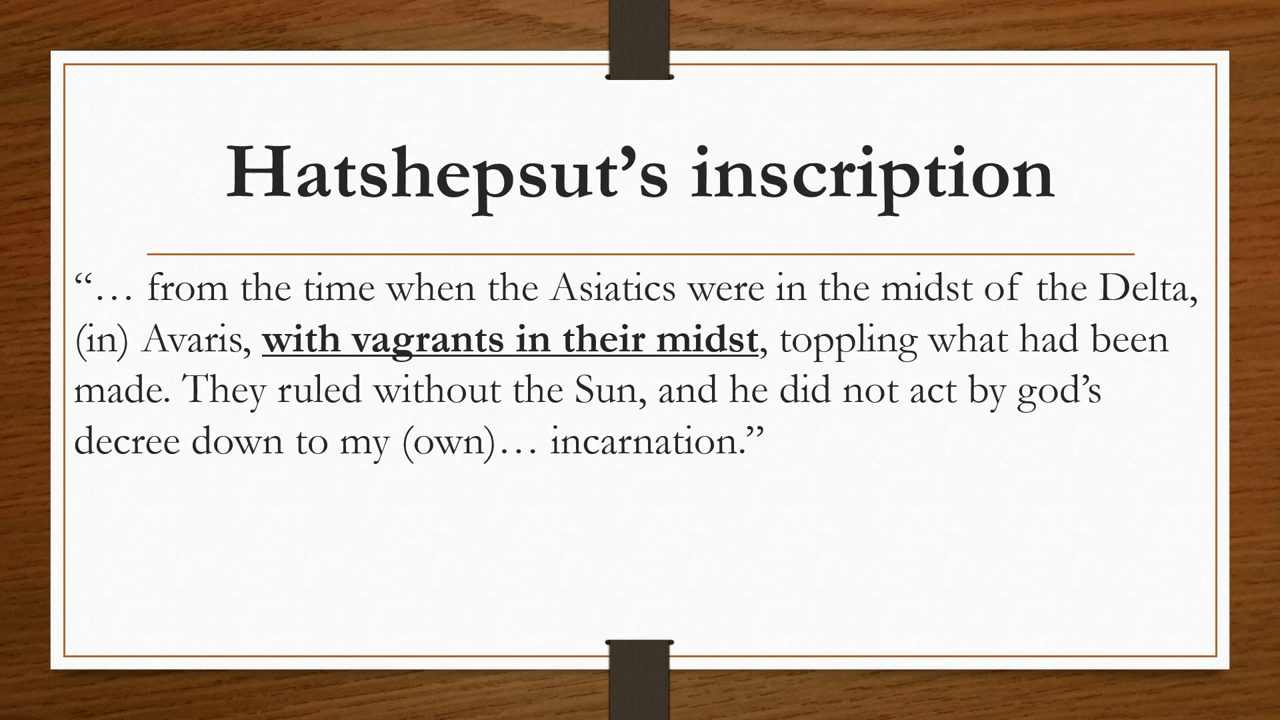 Hatshepsut’s inscription
“… from the time when the Asiatics were in the midst of the Delta,
(in) Avaris, with vagrants in their midst, toppling what had been
made. They ruled without the Sun, and he did not act by god’s
decree down to my (own)… incarnation.”